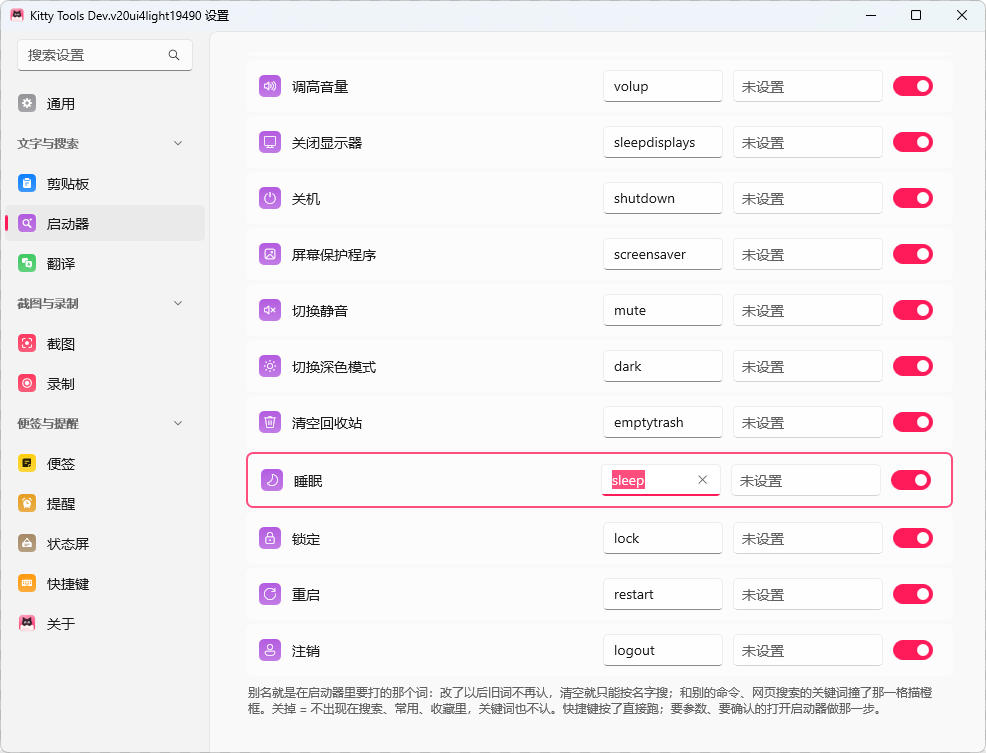 Kitty Tools Dev.v20ui4light19490 设置
搜索设置
通用
文字与搜索
剪贴板
启动器
翻译
截图与录制
截图
录制
便签与提醒
便签
提醒
状态屏
快捷键
关于
调高音量 volup 未设置
关闭显示器 sleepdisplays 未设置
关机 shutdown 未设置
屏幕保护程序 screensaver 未设置
切换静音 mute 未设置
切换深色模式 dark 未设置
清空回收站 emptytrash 未设置
睡眠 sleep 未设置
锁定 lock 未设置
重启 restart 未设置
注销 logout 未设置
别名就是在启动器里要打的那个词：改了以后旧词不再认，清空就只能按名字搜；和别的命令、网页搜索的关键词撞了那一格描橙
框。关掉 = 不出现在搜索、常用、收藏里，关键词也不认。快捷键按了直接跑；要参数、要确认的打开启动器做那一步。